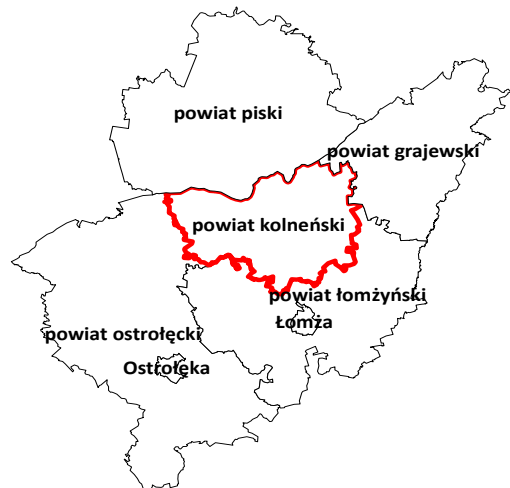 powiat piski
powiat grajewski
powiat kolneński
powiat łomżyński
Łomża
powiat ostrołęcki
Ostrołęka